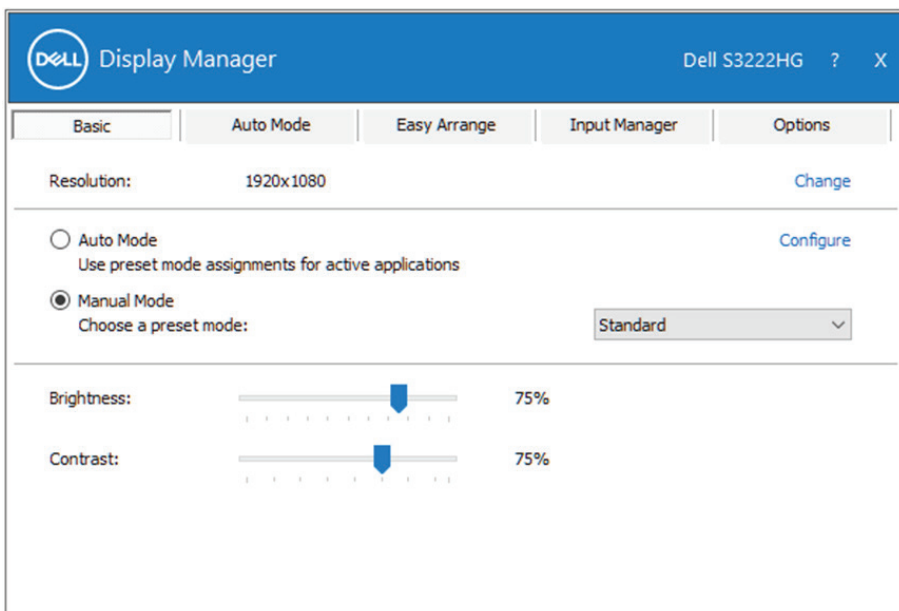 DELL Display Manager Dell S3222HG ? X
Basic Auto Mode Easy Arrange Input Manager Options
Resolution: 1920x1080 Change
Auto Mode Configure
Use preset mode assignments for active applications
Manual Mode
Choose a preset mode: Standard
Brightness: 75%
Contrast: 75%